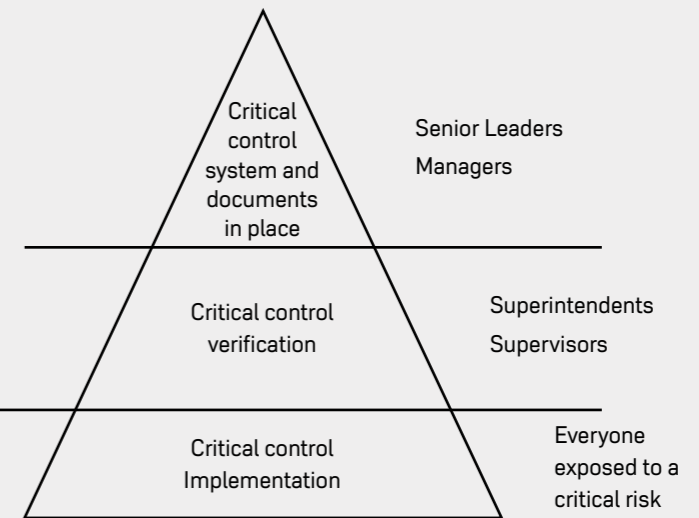 Critical
control
system and
documents
in place
Senior Leaders
Managers
Critical control
verification
Superintendents
Supervisors
Critical control
Implementation
Everyone
exposed to a
critical risk